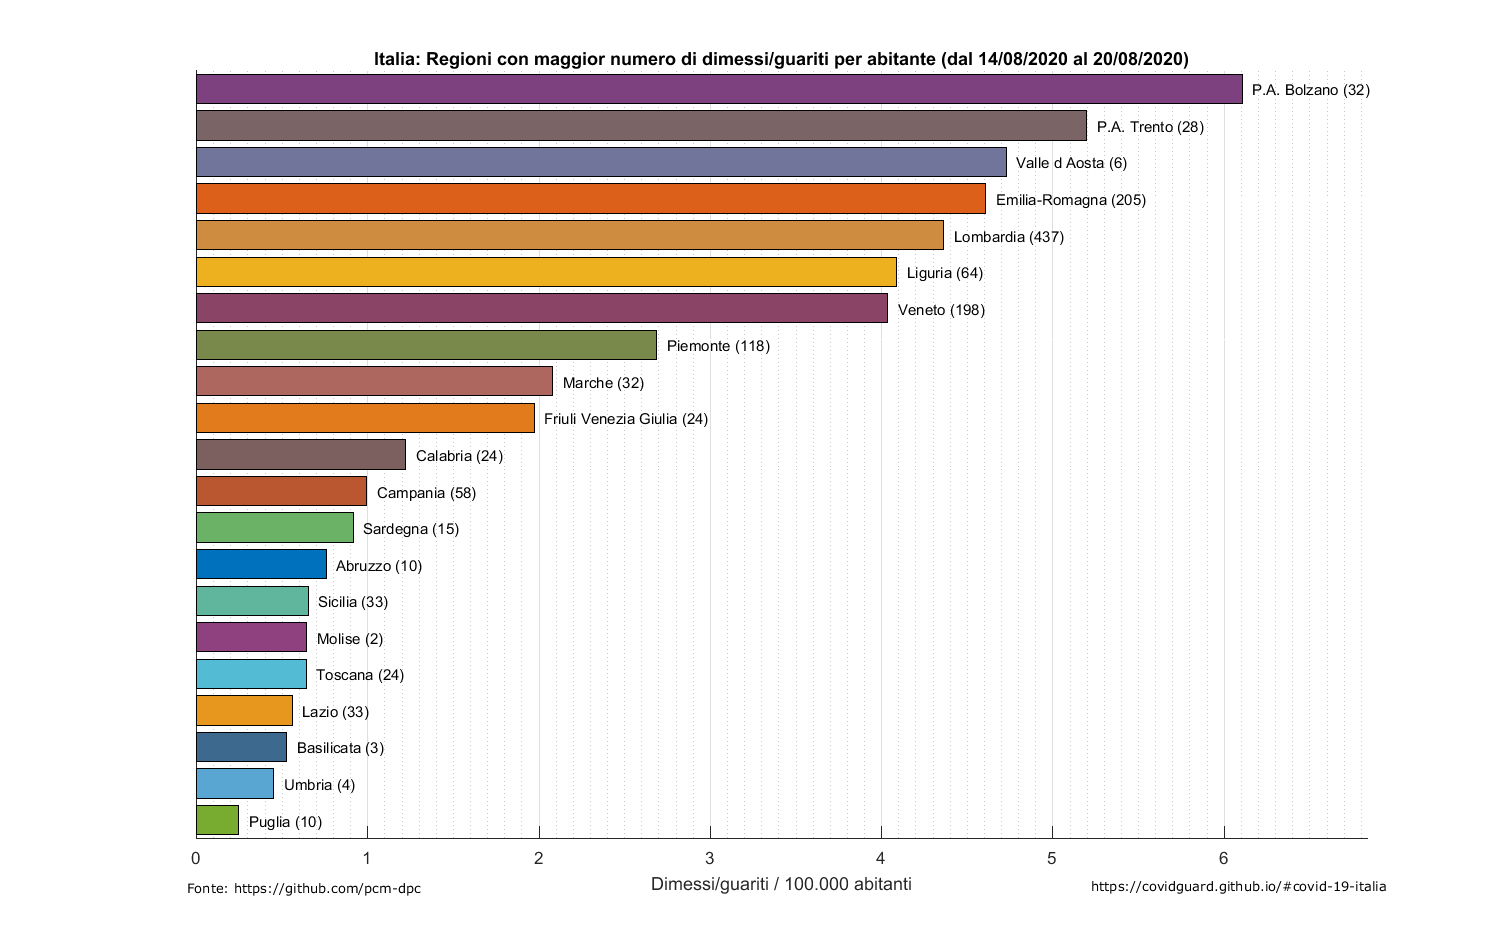 Italia: Regioni con maggior numero di dimessi/guariti per abitante (dal 14/08/2020 al 20/08/2020)
P.A. Bolzano (32)
P.A. Trento (28)
Valle d Aosta (6)
Emilia-Romagna (205)
Lombardia (437)
Liguria (64)
Veneto (198)
Piemonte (118)
Marche (32)
Friuli Venezia Giulia (24)
Calabria (24)
Campania (58)
Sardegna (15)
Abruzzo (10)
Sicilia (33)
Molise (2)
Toscana (24)
Lazio (33)
Basilicata (3)
Umbria (4)
Puglia (10)
0 1 2 3 4 5 6
Dimessi/guariti / 100.000 abitanti
Fonte: https://github.com/pcm-dpc
https://covidguard.github.io/#covid-19-italia